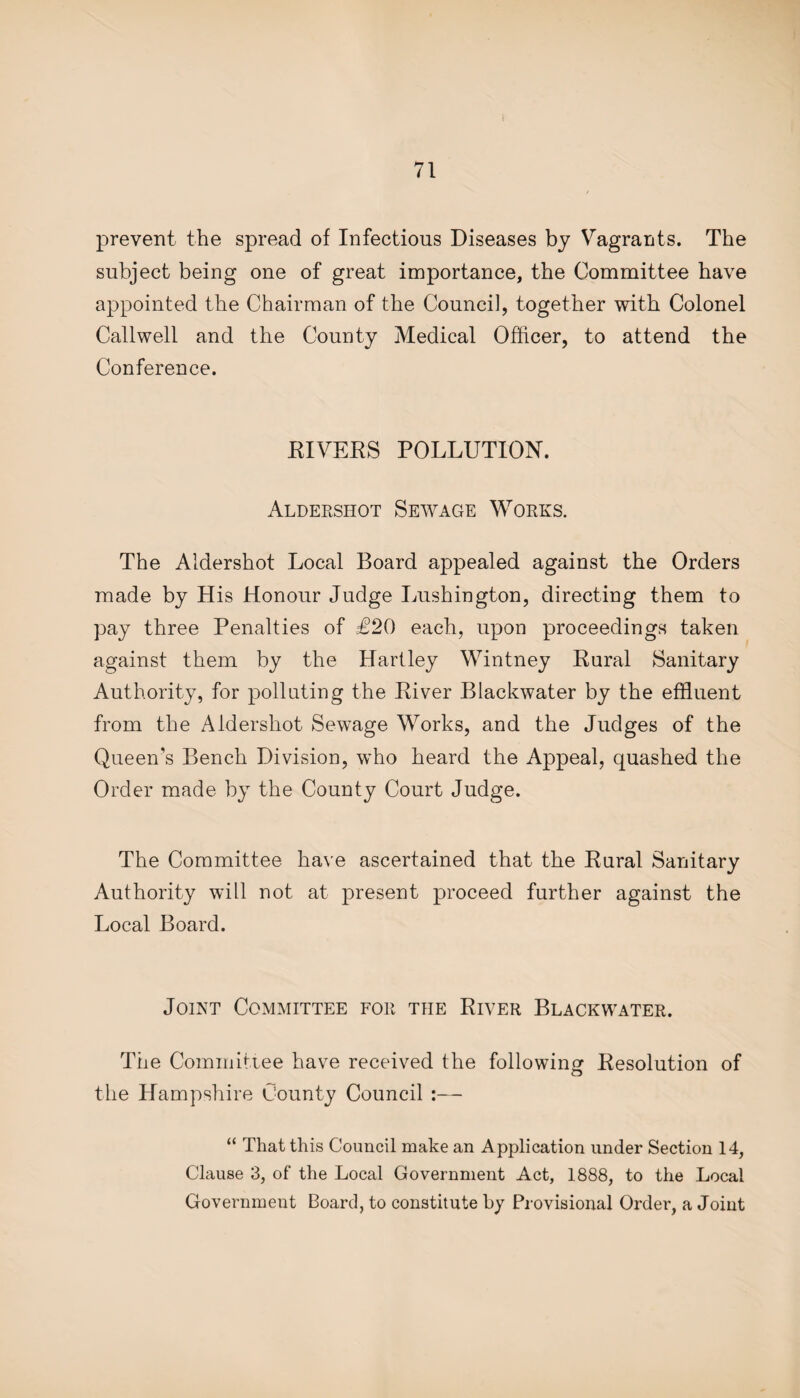 71
prevent the spread of Infectious Diseases by Vagrants. The
subject being one of great importance, the Committee have
appointed the Chairman of the Council, together with Colonel
Callwell and the County Medical Officer, to attend the
Conference.
RIVERS POLLUTION.
Aldershot Sewage Works.
The Aldershot Local Board appealed against the Orders
made by His Honour Judge Lushington, directing them to
pay three Penalties of £20 each, upon proceedings taken
against them by the Hartley Wintney Rural Sanitary
Authority, for polluting the River Blackwater by the effluent
from the Aldershot Sewage Works, and the Judges of the
Queen's Bench Division, who heard the Appeal, quashed the
Order made by the County Court Judge.
The Committee have ascertained that the Rural Sanitary
Authority will not at present proceed further against the
Local Board.
Joint Committee for the River Blackwater.
The Committee have received the following Resolution of
the Hampshire County Council :—
“ That this Council make an Application under Section 14,
Clause 3, of the Local Government Act, 1888, to the Local
Government Board, to constitute by Provisional Order, a Joint